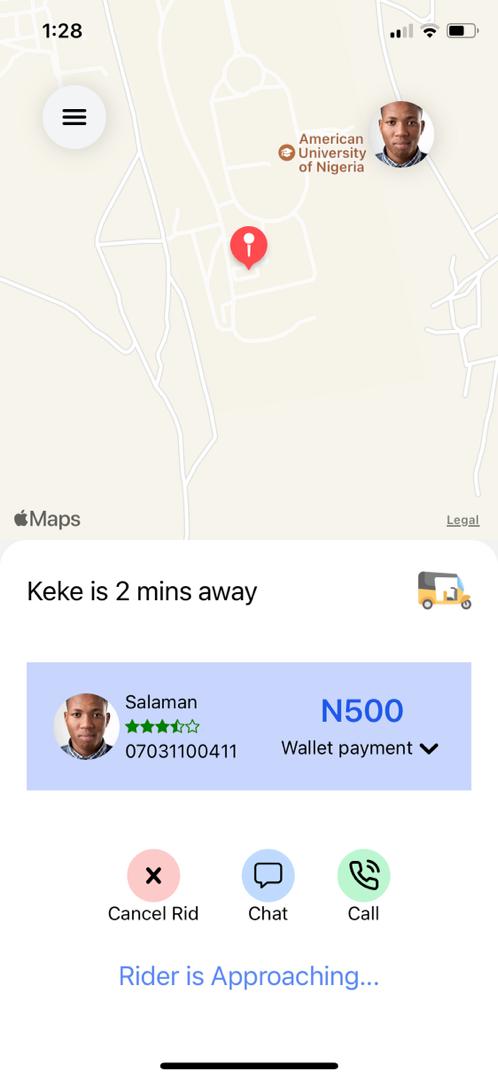 1:28
American
University
of Nigeria
Maps
Legal
Keke is 2 mins away
Salaman
07031100411
N500
Wallet payment
Cancel Rid
Chat
Call
Rider is Approaching...